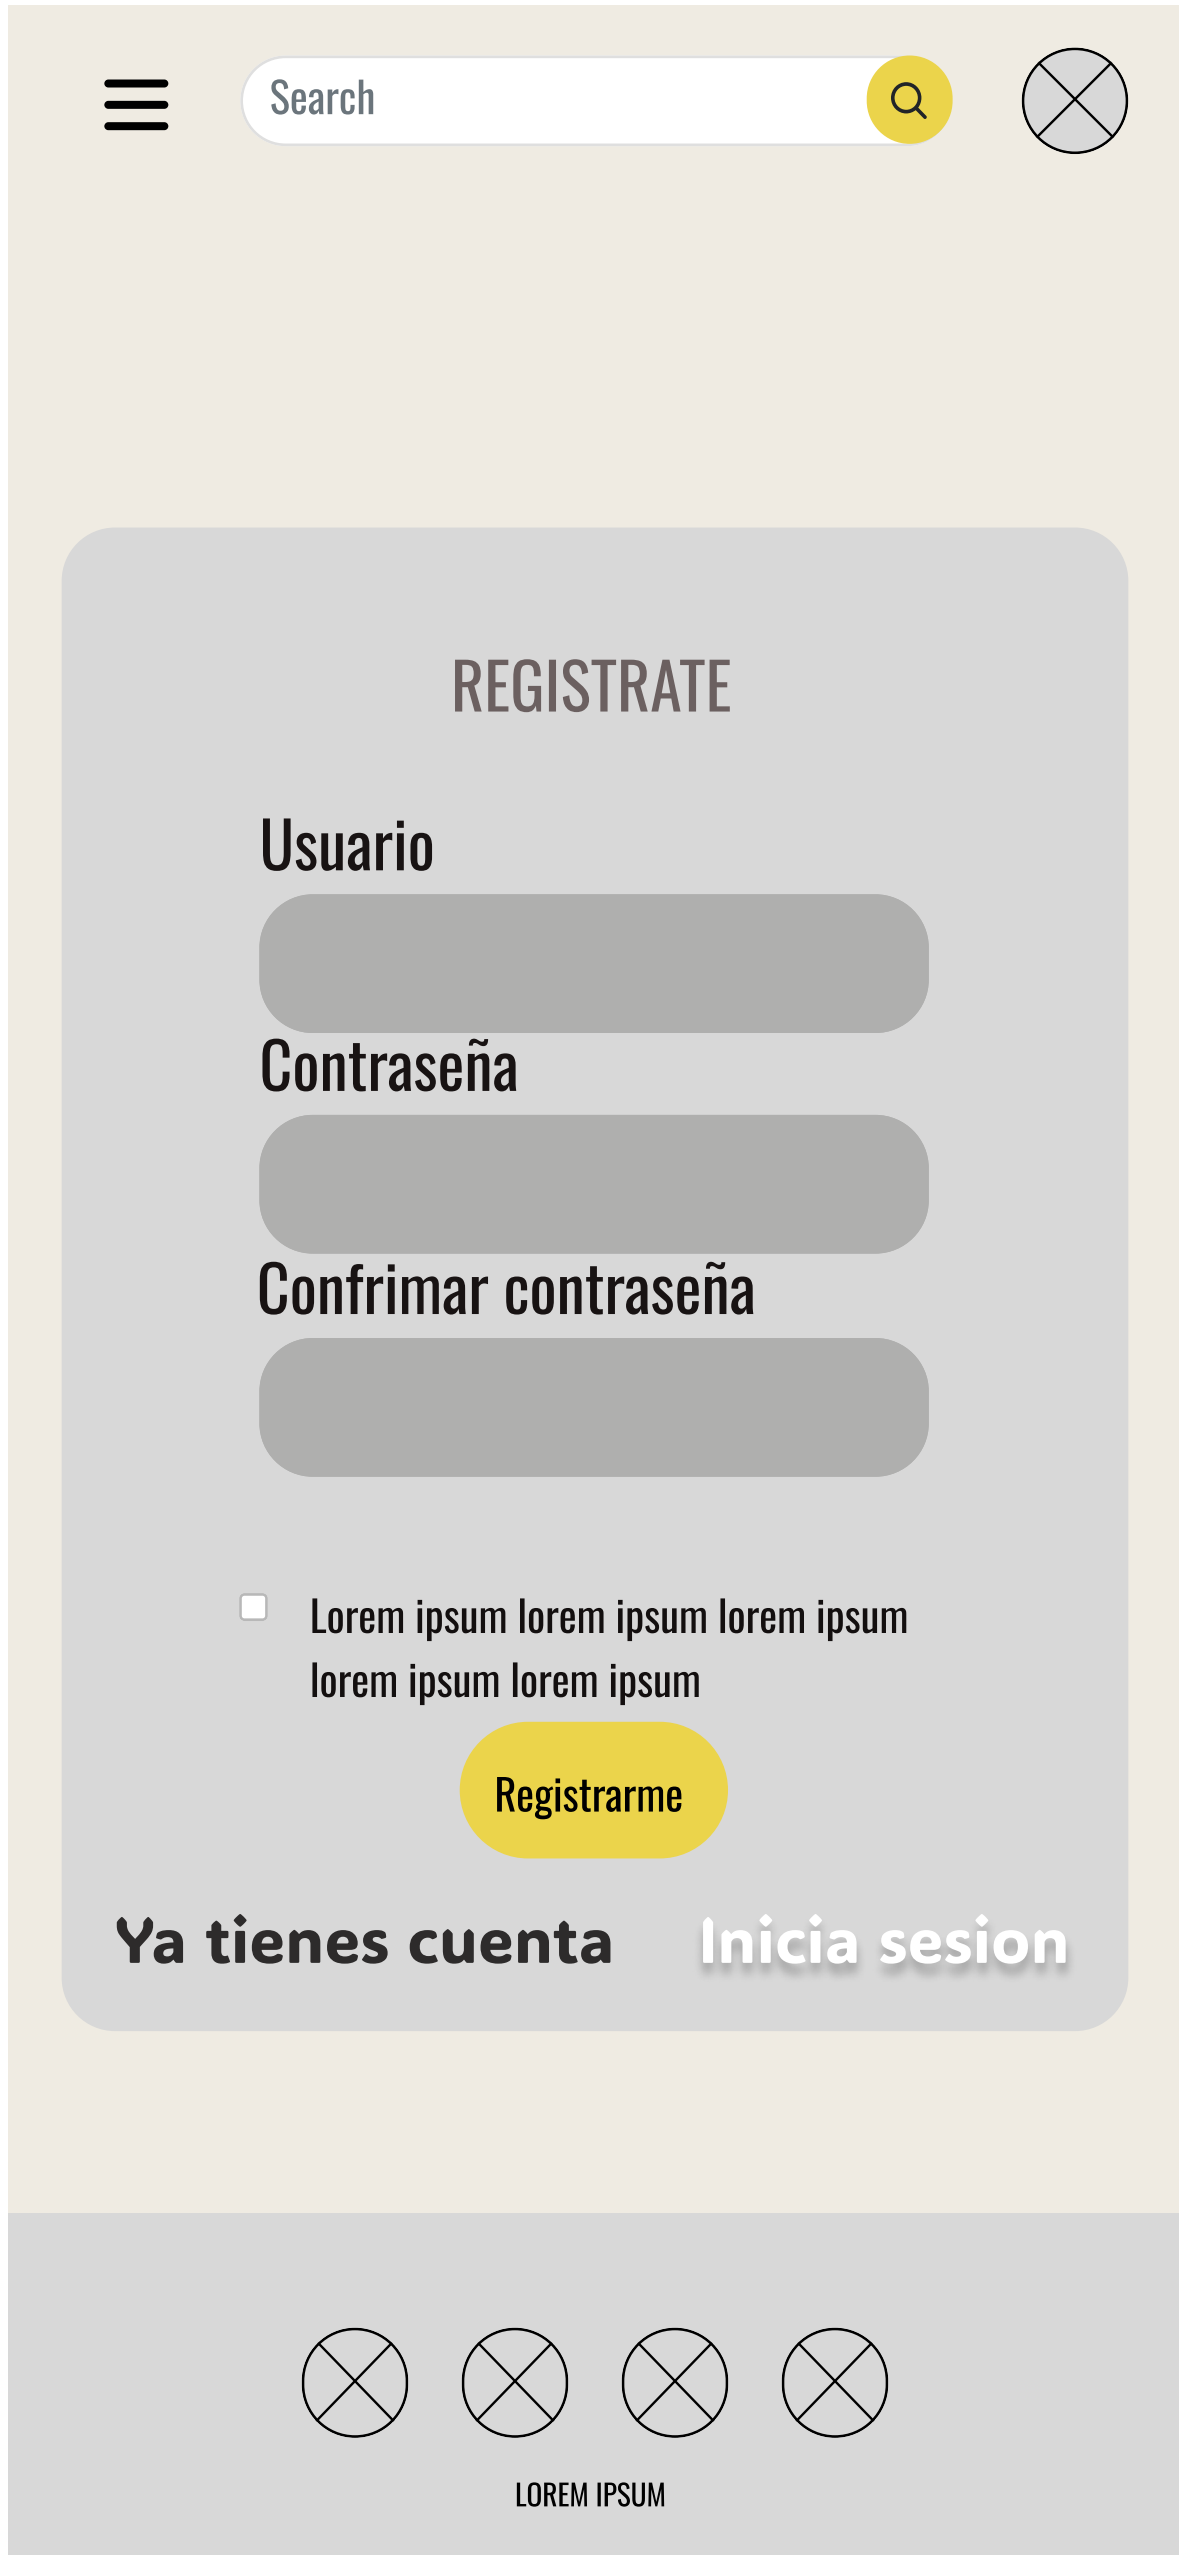 Search
REGISTRATE
Usuario
Contraseña
Confrimar contraseña
Lorem ipsum lorem ipsum lorem ipsum
lorem ipsum lorem ipsum
Registrarme
Ya tienes cuenta Inicia sesion
LOREM IPSUM